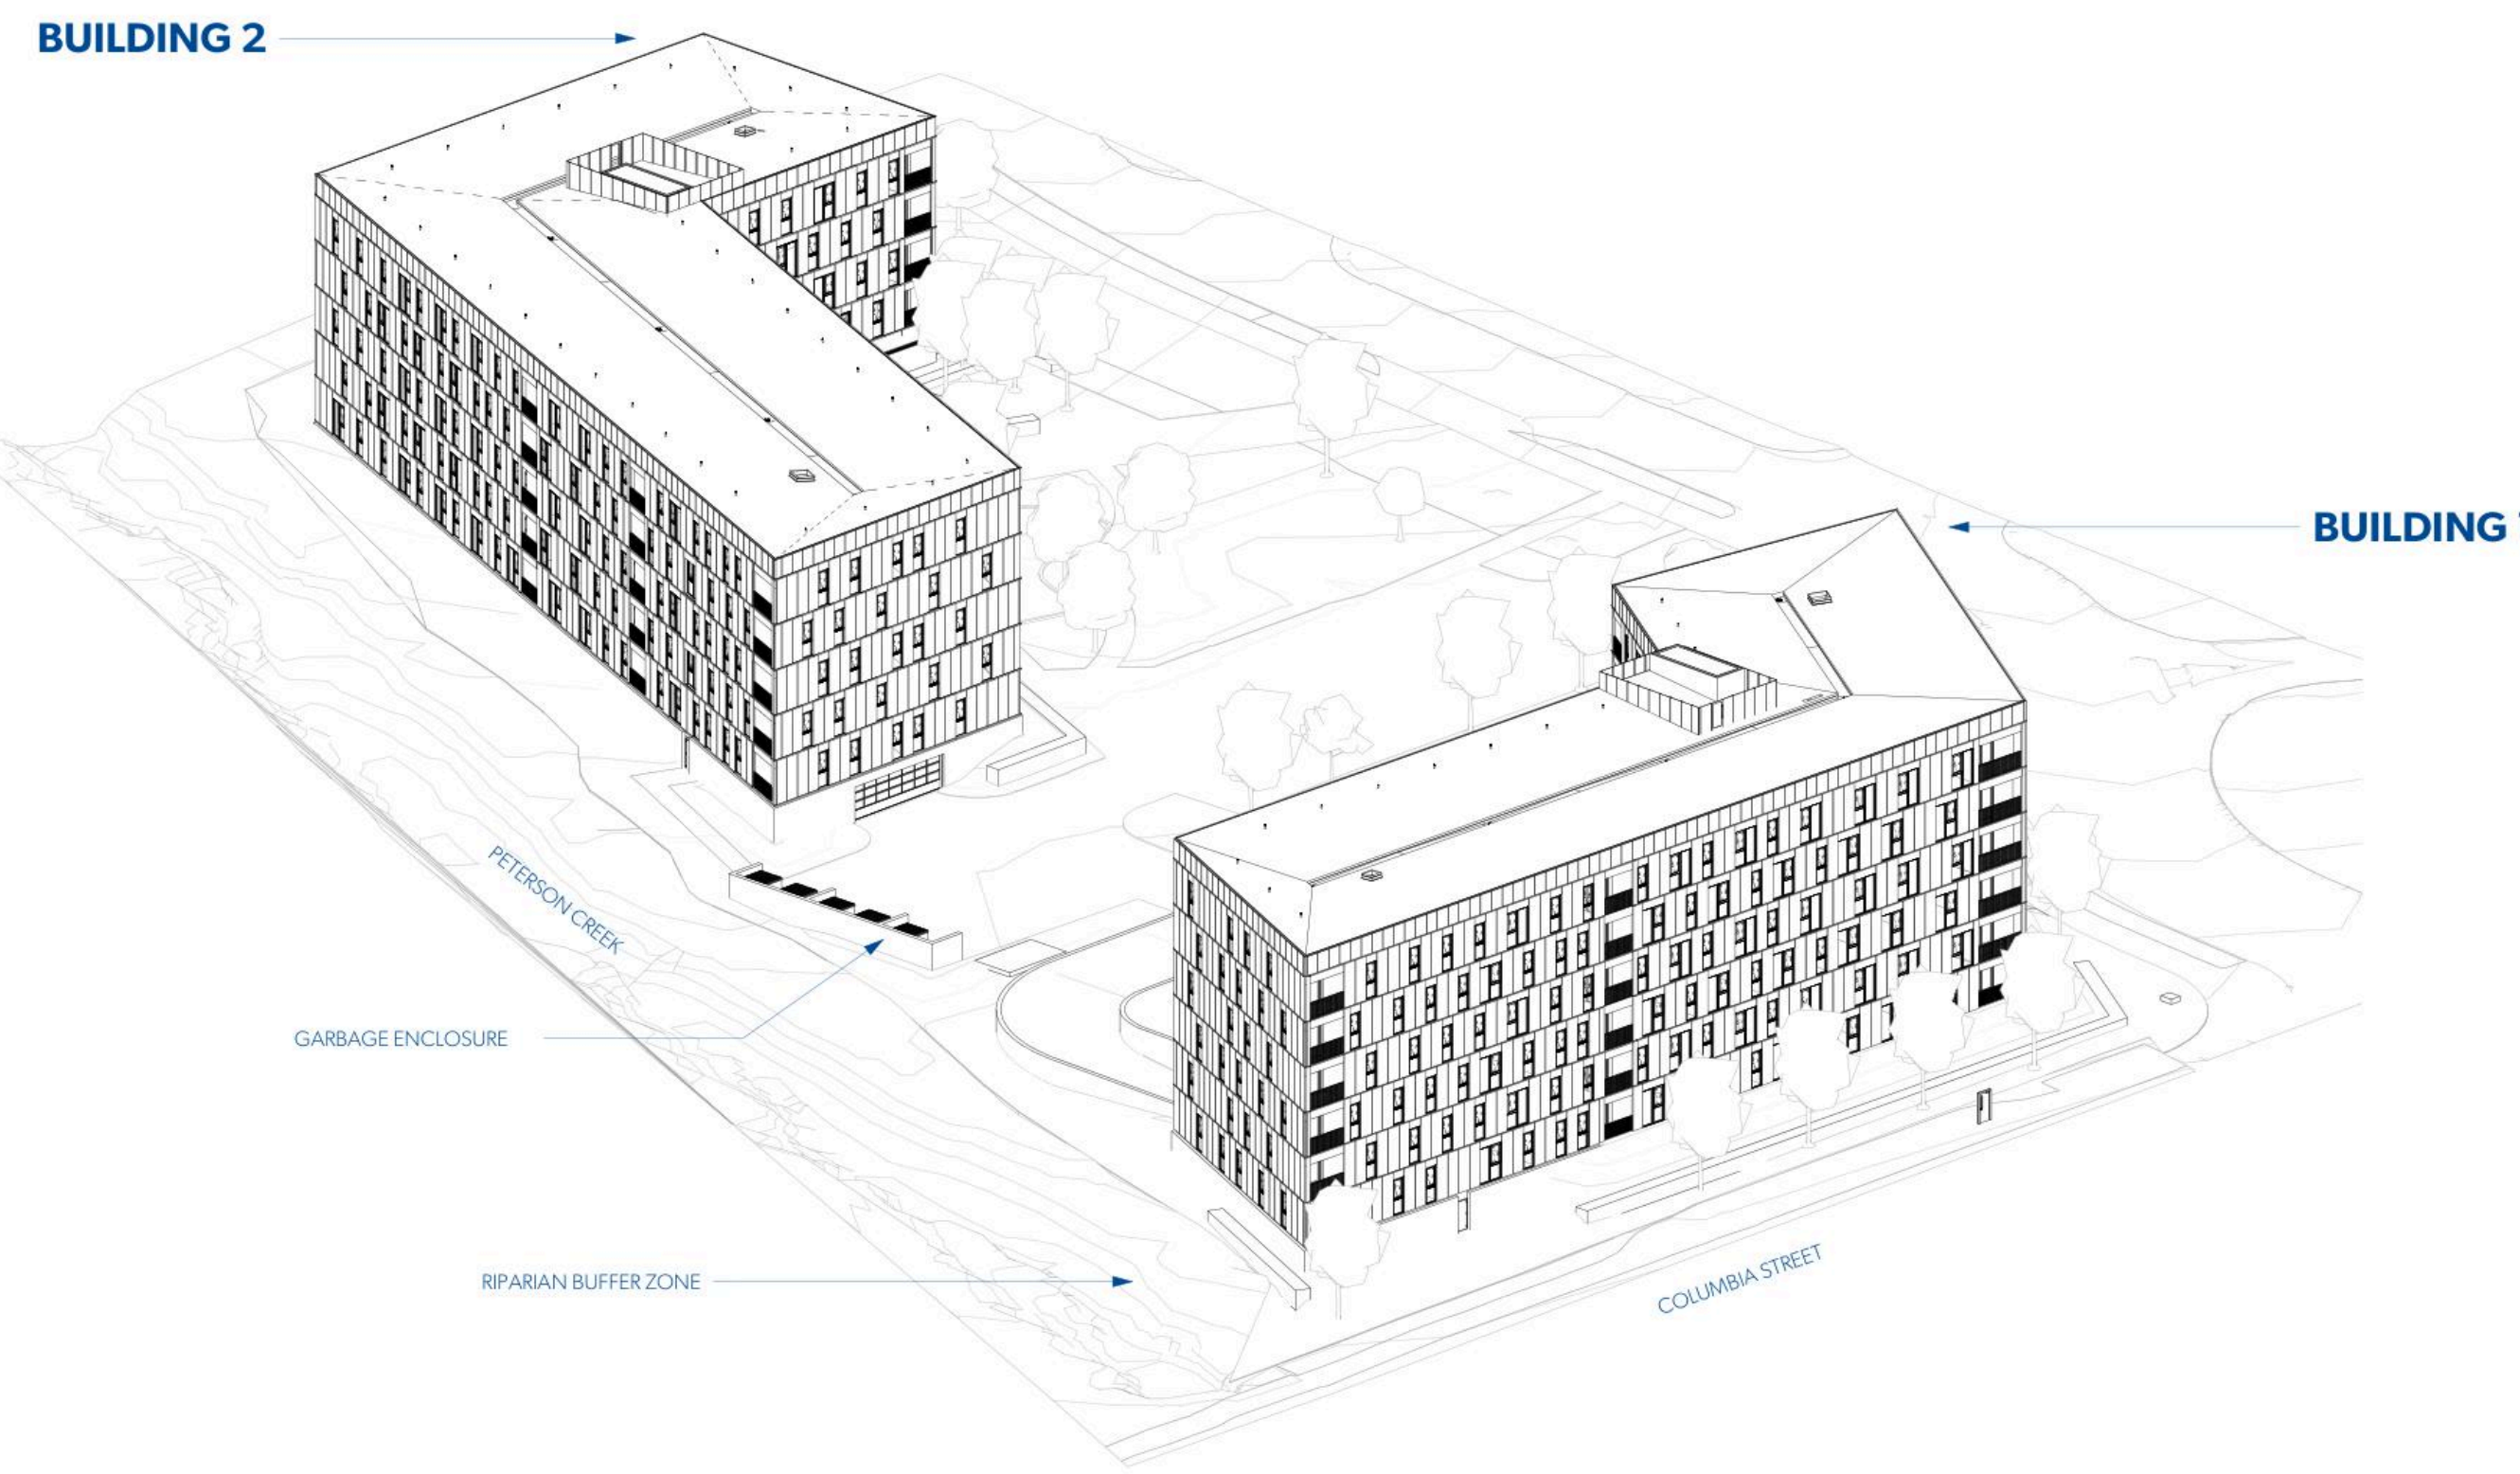 BUILDING 2
BUILDING
PETERSON CREEK
GARBAGE ENCLOSURE
RIPARIAN BUFFER ZONE
COLUMBIA STREET